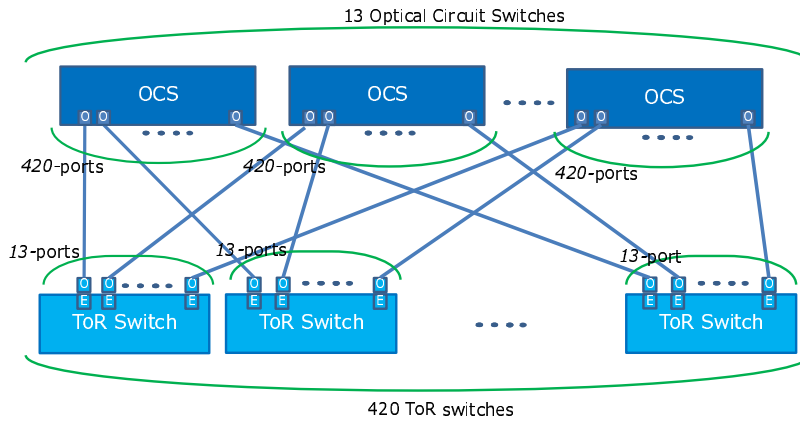 13 Optical Circuit Switches
OCS
OCS
OCS
O O O
O O O
O O O
420-ports
420-ports
420-ports
13-ports
13-ports
13-port
O O O
O O O
O O O
E E E
E E E
E E E
ToR Switch
ToR Switch
ToR Switch
420 ToR switches